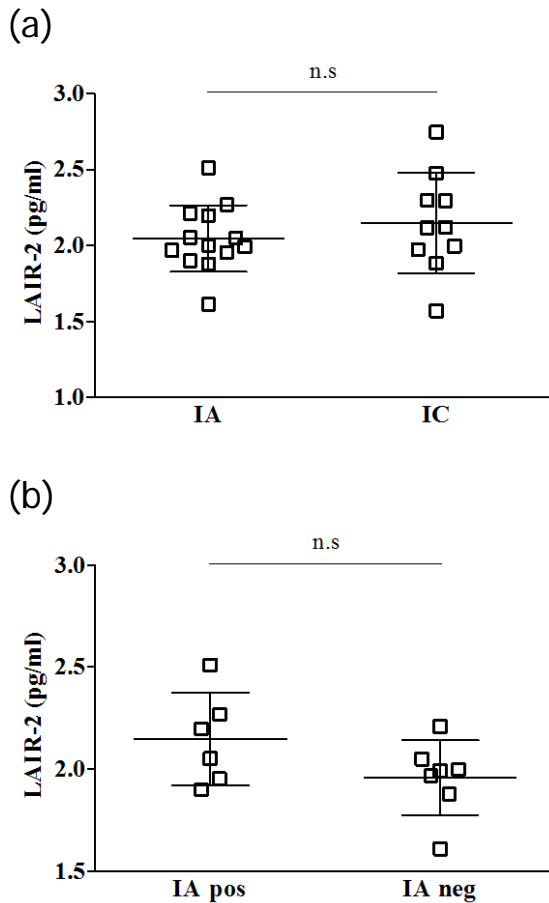 (a)
n.s
3.0
2.5
2.0
1.5
1.0
LAIR-2 (pg/ml)
IA IC
(b)
n.s
3.0
2.5
2.0
1.5
LAIR-2 (pg/ml)
IA pos IA neg